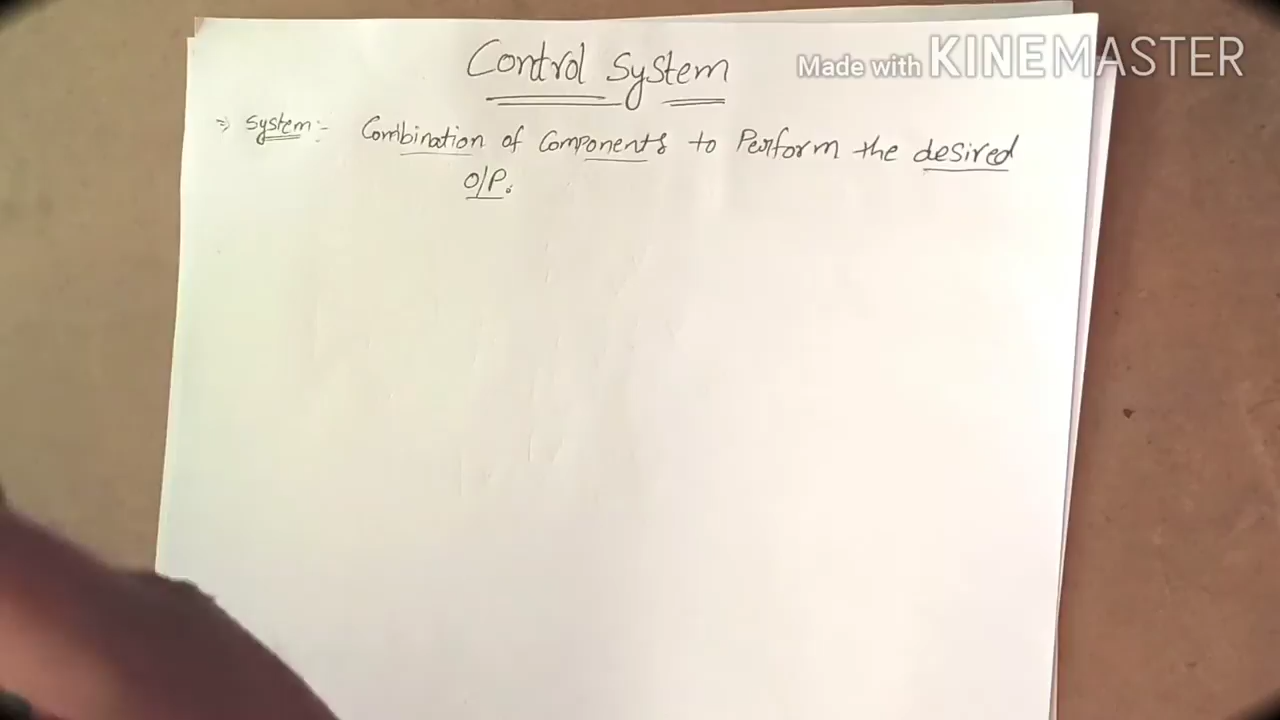 Control System
Made with KINEMASTER
⇒ System:- Combination of Components to Perform the desired
O/P.